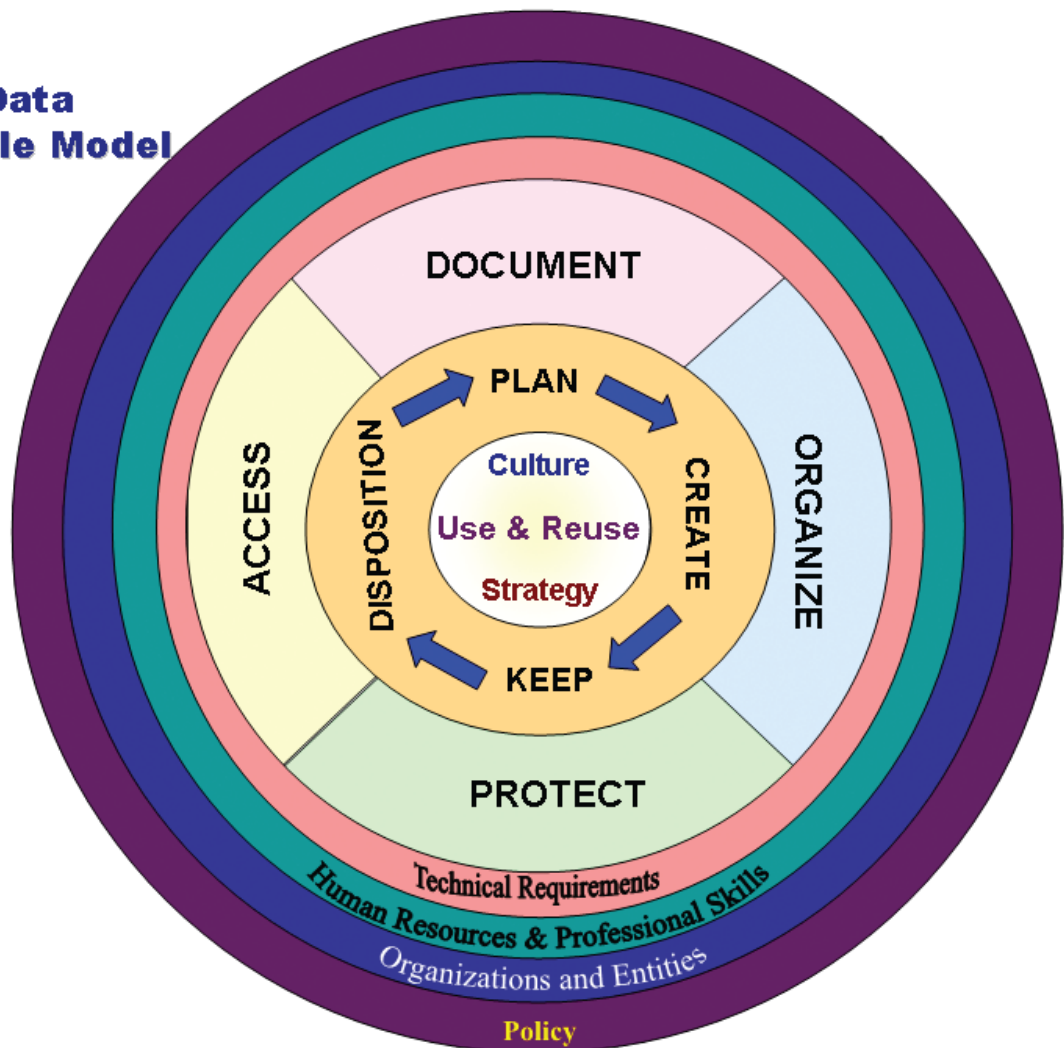 Data
le Model
DOCUMENT
PLAN
Culture
Use & Reuse
Strategy
ACCESS
DISPOSITION
CREATE
ORGANIZE
KEEP
PROTECT
Technical Requirements
Human Resources & Professional Skills
Organizations and Entities
Policy